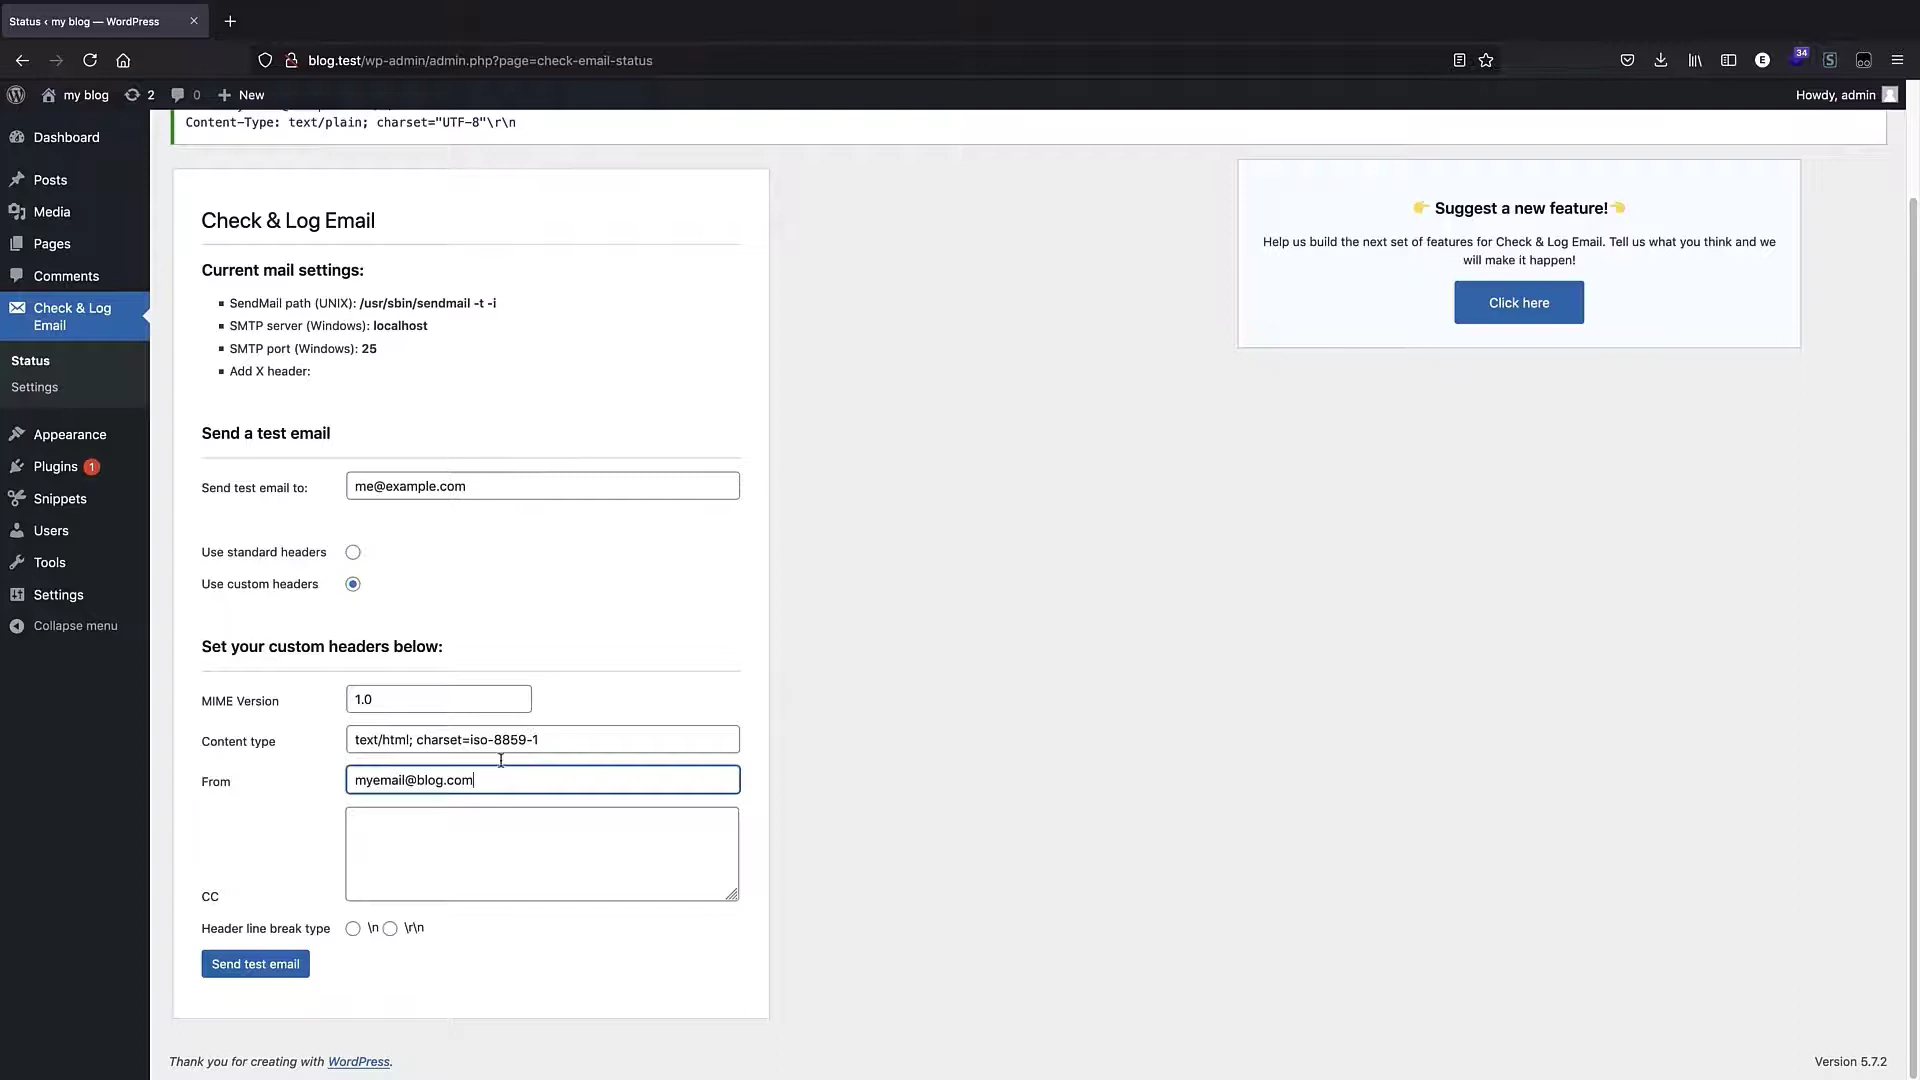 Status ‹ my blog — WordPress
blog.test/wp-admin/admin.php?page=check-email-status
34
E
S
my blog
2
0
New
Howdy, admin
Content-Type: text/plain; charset="UTF-8"\r\n
Dashboard
Posts
Media
Pages
Comments
Check & Log
Email
Status
Settings
Appearance
Plugins 1
Snippets
Users
Tools
Settings
Collapse menu
Check & Log Email
Current mail settings:
SendMail path (UNIX): /usr/sbin/sendmail -t -i
SMTP server (Windows): localhost
SMTP port (Windows): 25
Add X header:
Send a test email
Send test email to: me@example.com
Use standard headers
Use custom headers
Set your custom headers below:
MIME Version 1.0
Content type text/html; charset=iso-8859-1
From myemail@blog.com
CC
Header line break type \n \r\n
Send test email
Suggest a new feature!
Help us build the next set of features for Check & Log Email. Tell us what you think and we
will make it happen!
Click here
Thank you for creating with WordPress.
Version 5.7.2